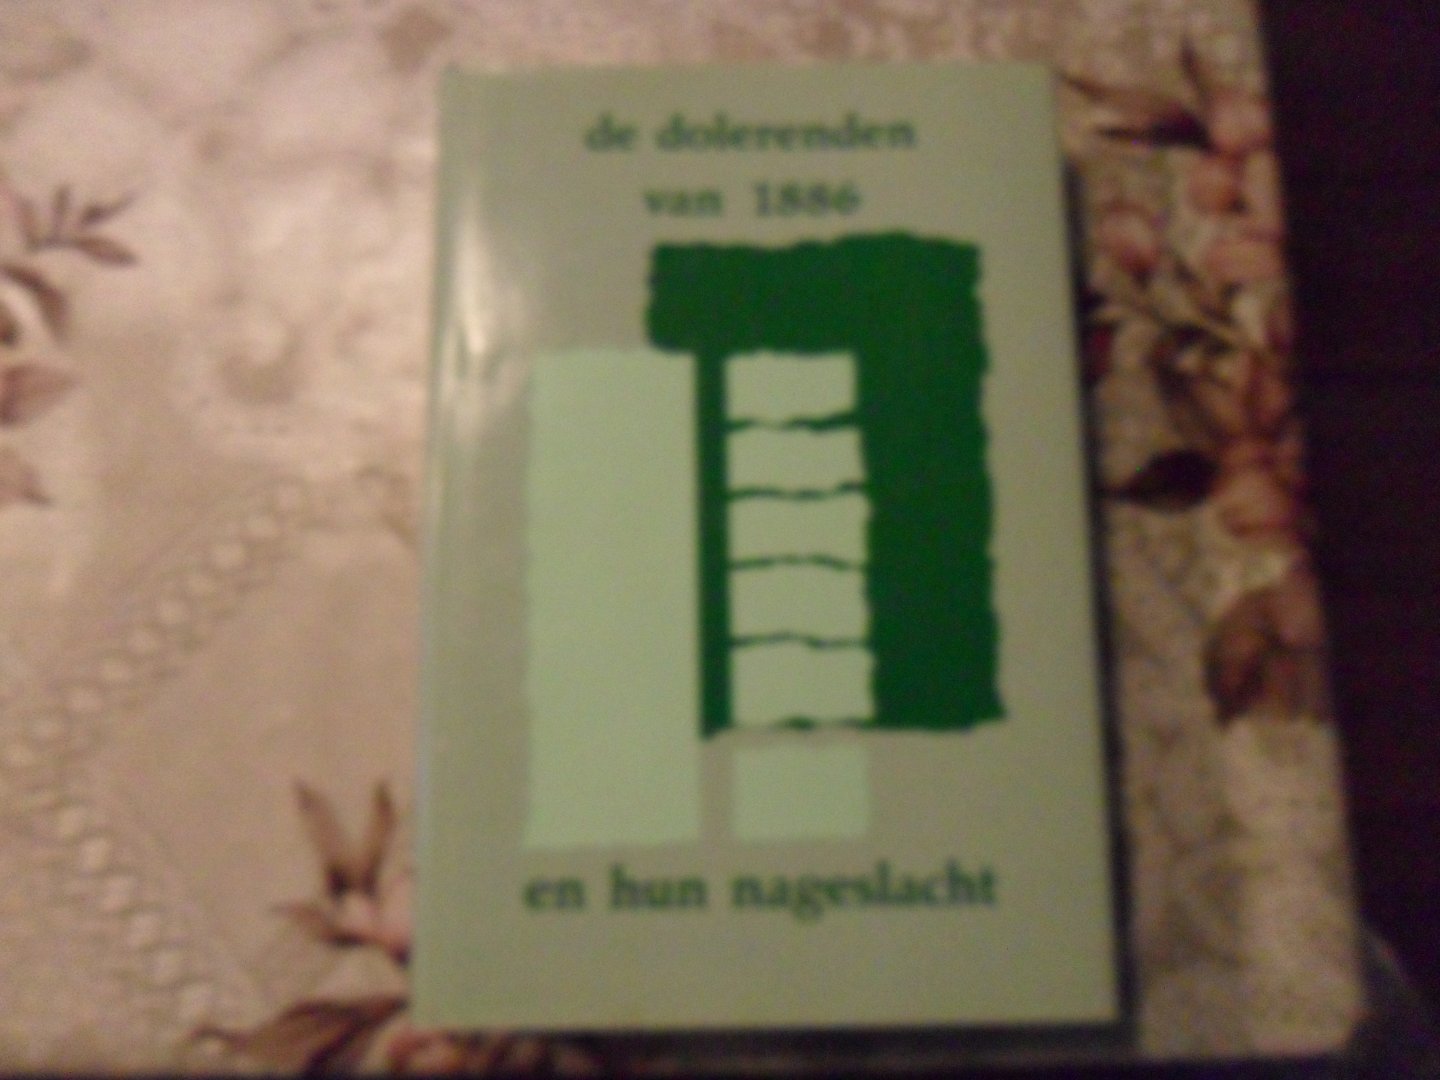 de dolerenden
van 1886
en hun nageslacht